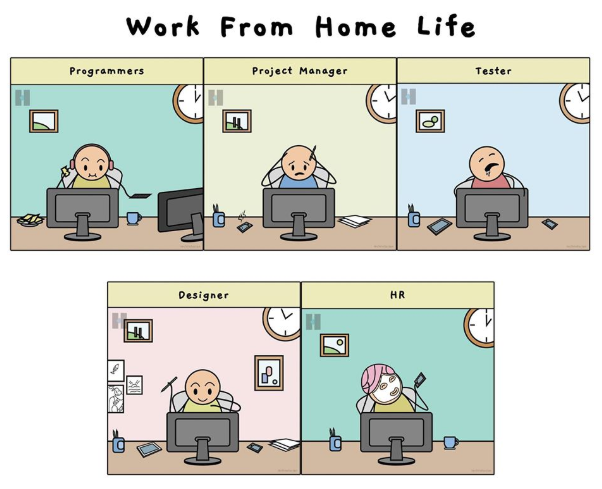 Work From Home Life
Programmers
Project Manager
Tester
Designer
HR